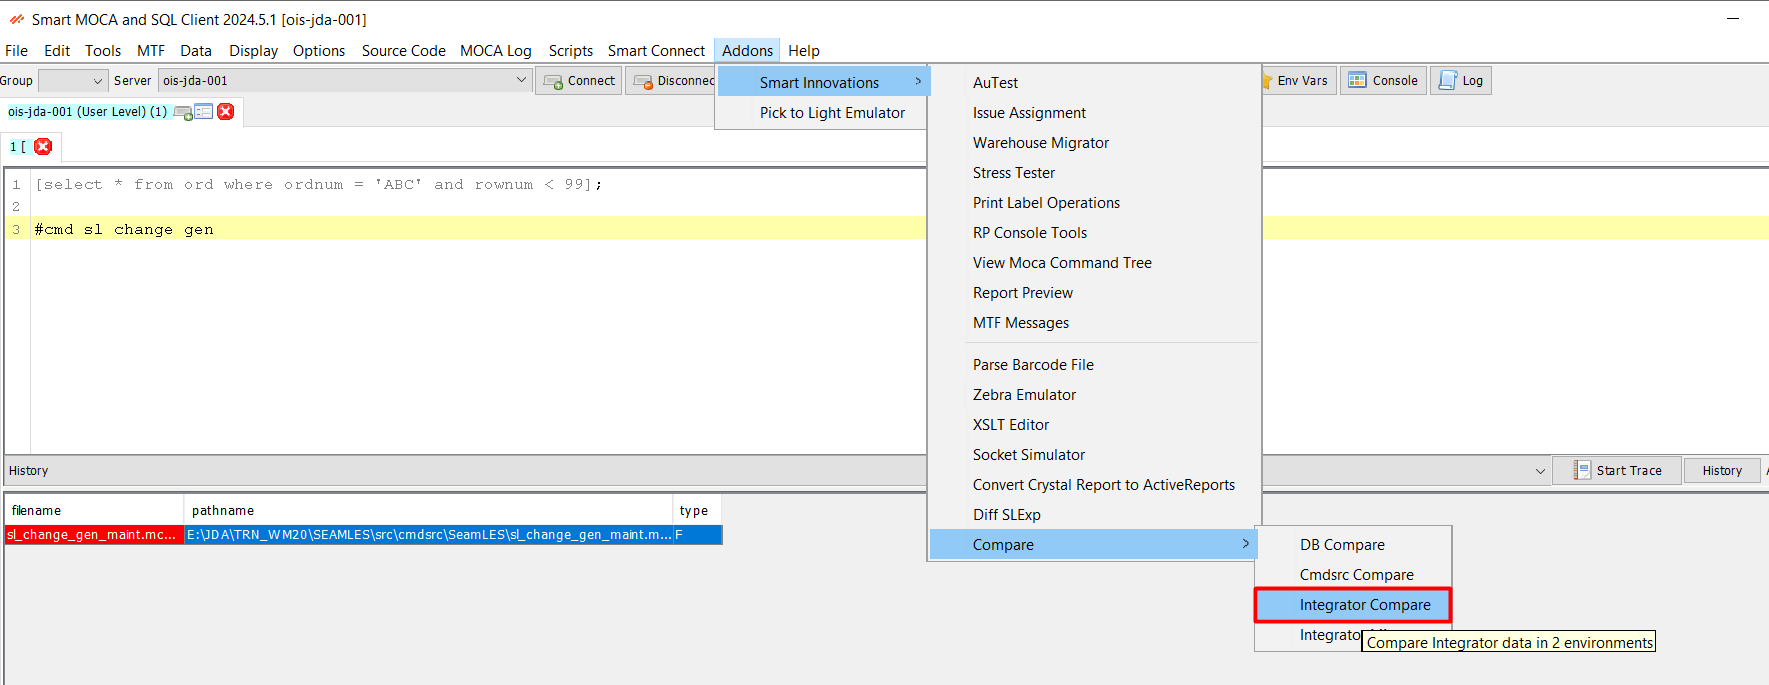 Smart MOCA and SQL Client 2024.5.1 [ois-jda-001]
File Edit Tools MTF Data Display Options Source Code MOCA Log Scripts Smart Connect Addons Help
Group Server ois-jda-001 Connect Disconnec Env Vars Console Log
Smart Innovations
Pick to Light Emulator
ois-jda-001 (User Level) (1)
1 [
1 [select * from ord where ordnum = 'ABC' and rownum < 99];
2
3 #cmd sl change gen
AuTest
Issue Assignment
Warehouse Migrator
Stress Tester
Print Label Operations
RP Console Tools
View Moca Command Tree
Report Preview
MTF Messages
Parse Barcode File
Zebra Emulator
XSLT Editor
Socket Simulator
Convert Crystal Report to ActiveReports
Diff SLExp
Compare
History Start Trace History
filename pathname type
sl_change_gen_maint.mc... E:\JDA\TRN_WM20\SEAMLES\src\cmdsrc\SeamLES\sl_change_gen_maint.m... F
DB Compare
Cmdsrc Compare
Integrator Compare
Integrato
Compare Integrator data in 2 environments